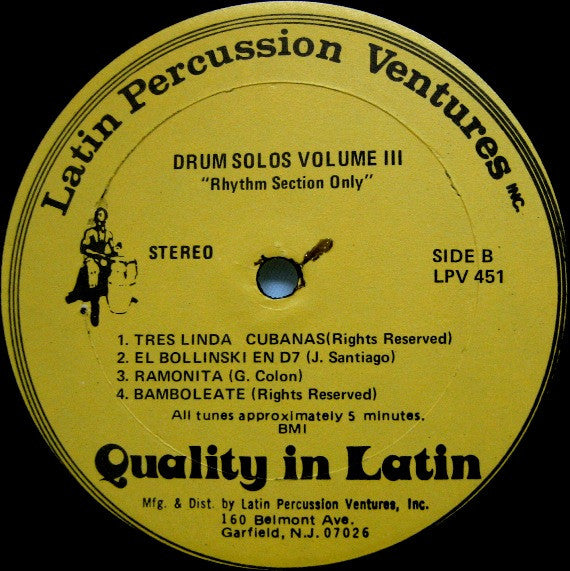 Latin Percussion Ventures INC.
DRUM SOLOS VOLUME III
"Rhythm Section Only"
STEREO
SIDE B
LPV 451
1. TRES LINDA CUBANAS(Rights Reserved)
2. EL BOLLINSKI EN D7 (J. Santiago)
3. RAMONITA (G. Colon)
4. BAMBOLEATE (Rights Reserved)
All tunes approximately 5 minutes.
BMI
Quality in Latin
Mfg. & Dist. by Latin Percussion Ventures, Inc.
160 Belmont Ave.
Garfield, N.J. 07026